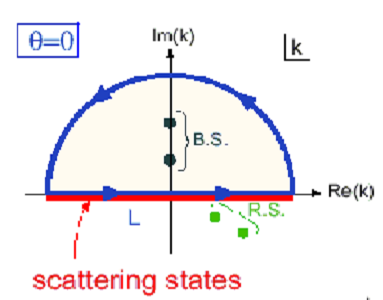 θ=0
Im(k)
k
B.S.
Re(k)
L
R.S.
scattering states